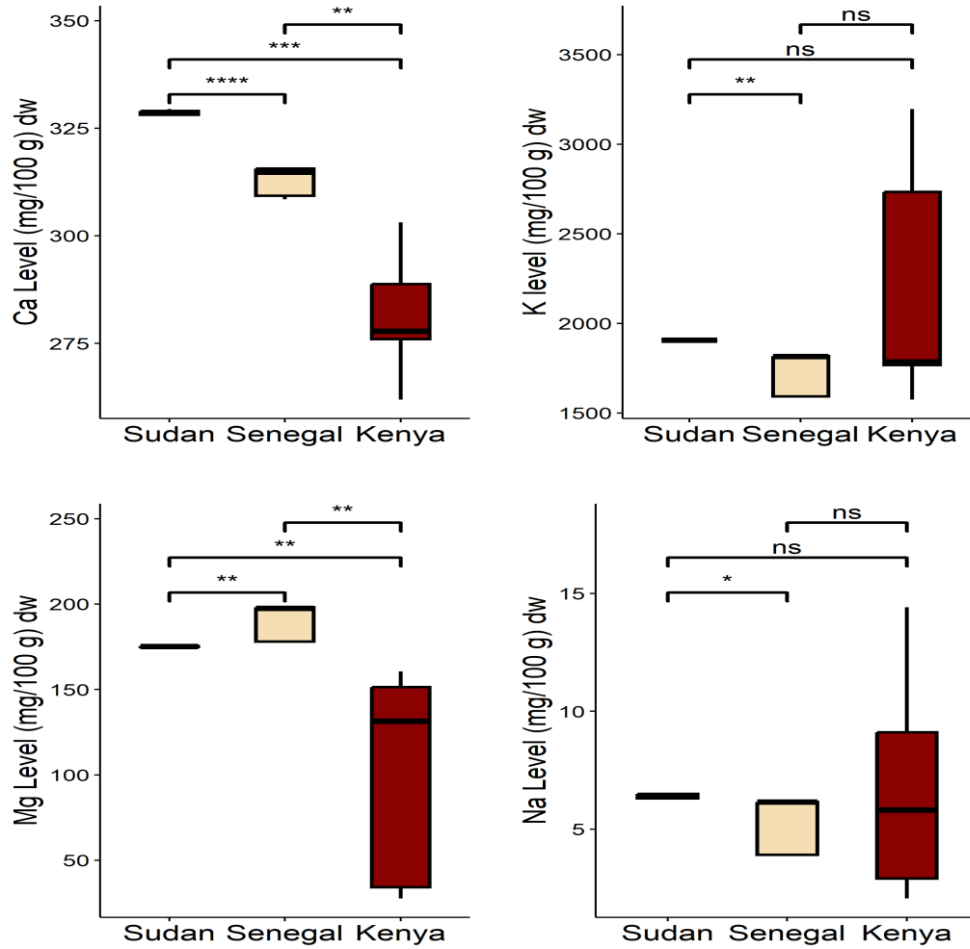 Ca Level (mg/100 g) dw
350
325
300
275
**
***
****
Sudan Senegal Kenya
K level (mg/100 g) dw
3500
3000
2500
2000
1500
ns
ns
**
Sudan Senegal Kenya
Mg Level (mg/100 g) dw
250
200
150
100
50
**
**
**
Sudan Senegal Kenya
Na Level (mg/100 g) dw
15
10
5
ns
ns
*
Sudan Senegal Kenya